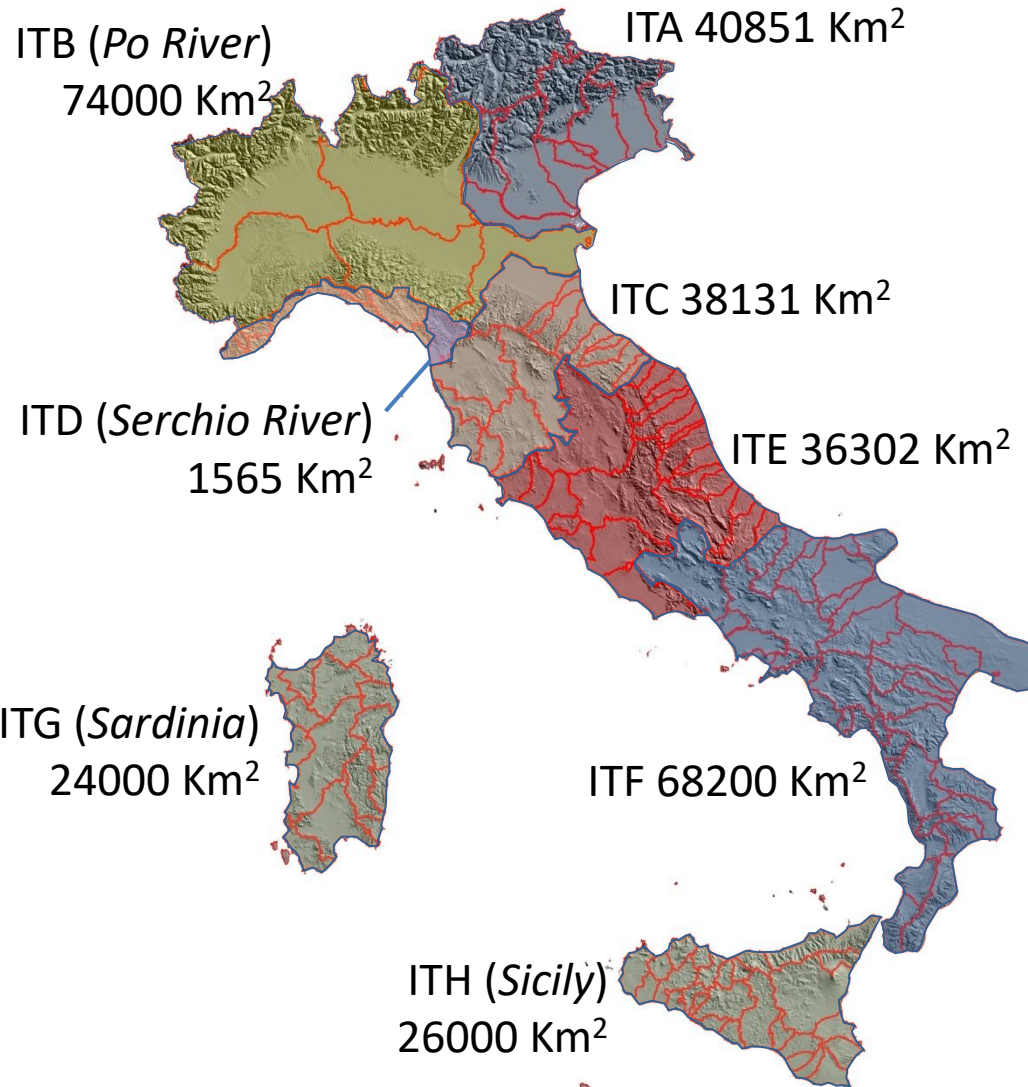 ITB (Po River)
74000 Km²
ITA 40851 Km²
ITC 38131 Km²
ITD (Serchio River)
1565 Km²
ITE 36302 Km²
ITG (Sardinia)
24000 Km²
ITF 68200 Km²
ITH (Sicily)
26000 Km²